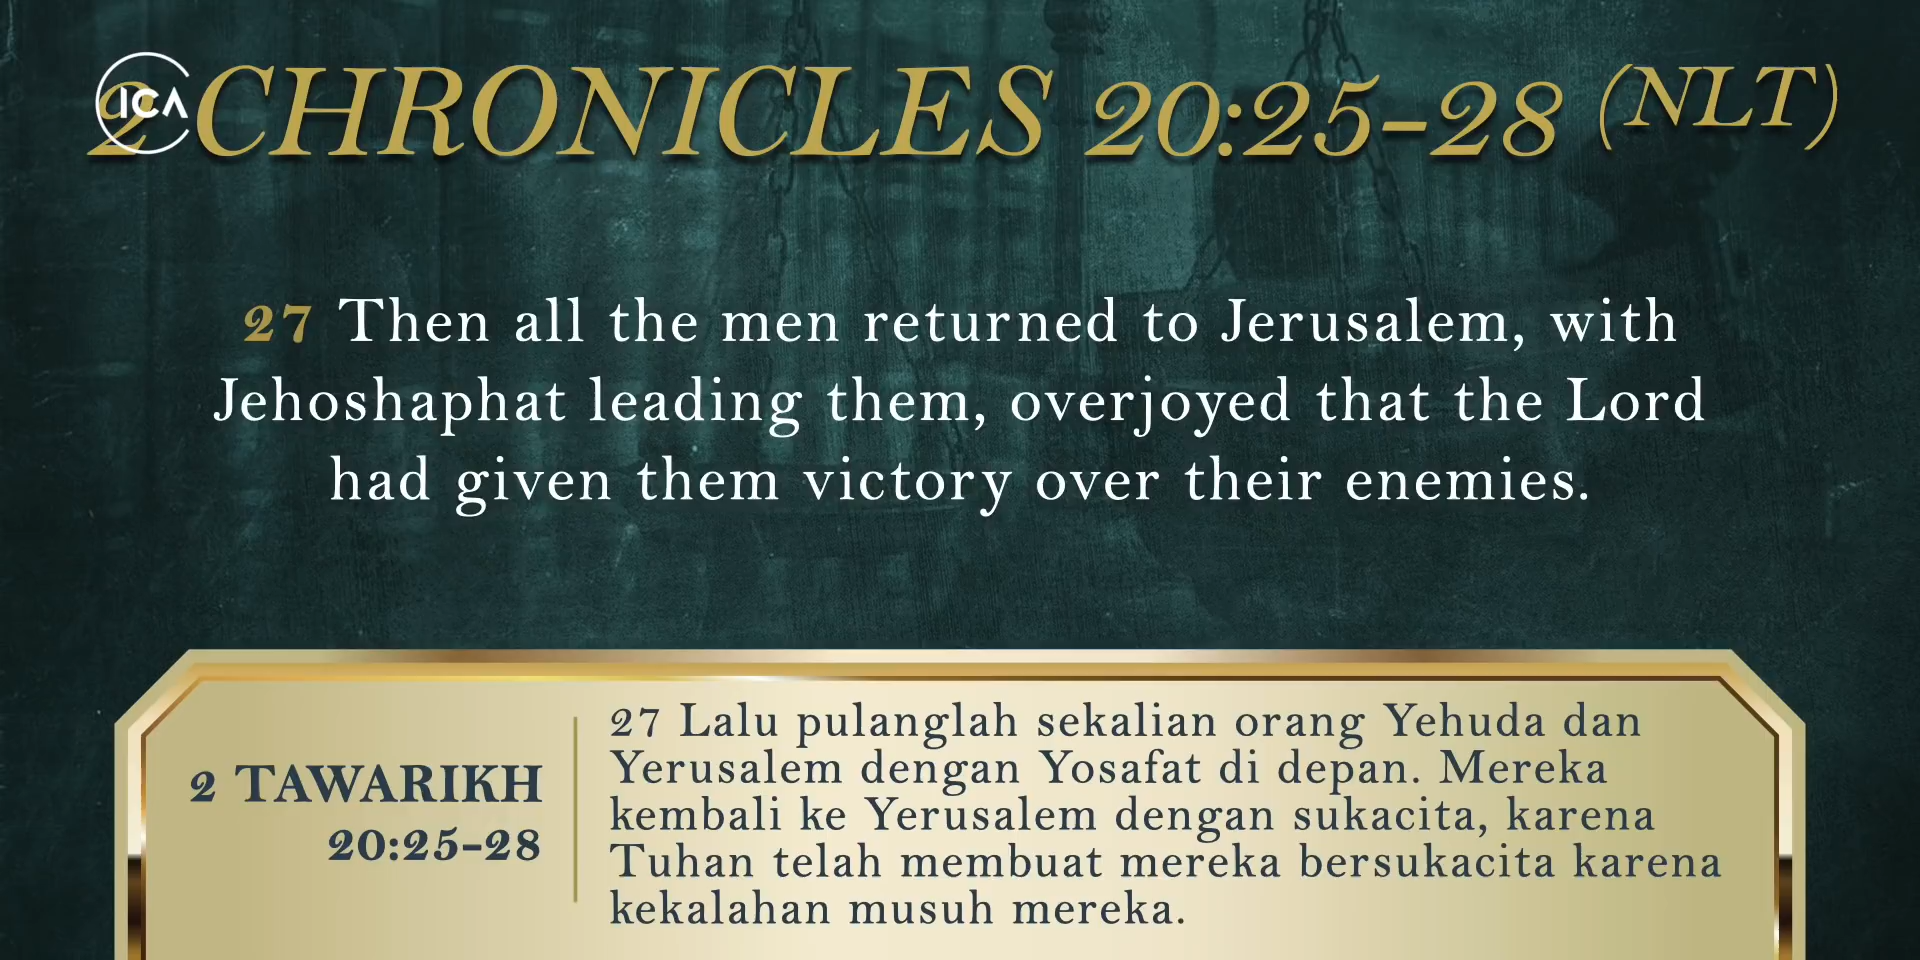 ICA
2 CHRONICLES 20:25-28 (NLT)
27 Then all the men returned to Jerusalem, with
Jehoshaphat leading them, overjoyed that the Lord
had given them victory over their enemies.
2 TAWARIKH
20:25-28
27 Lalu pulanglah sekalian orang Yehuda dan
Yerusalem dengan Yosafat di depan. Mereka
kembali ke Yerusalem dengan sukacita, karena
Tuhan telah membuat mereka bersukacita karena
kekalahan musuh mereka.